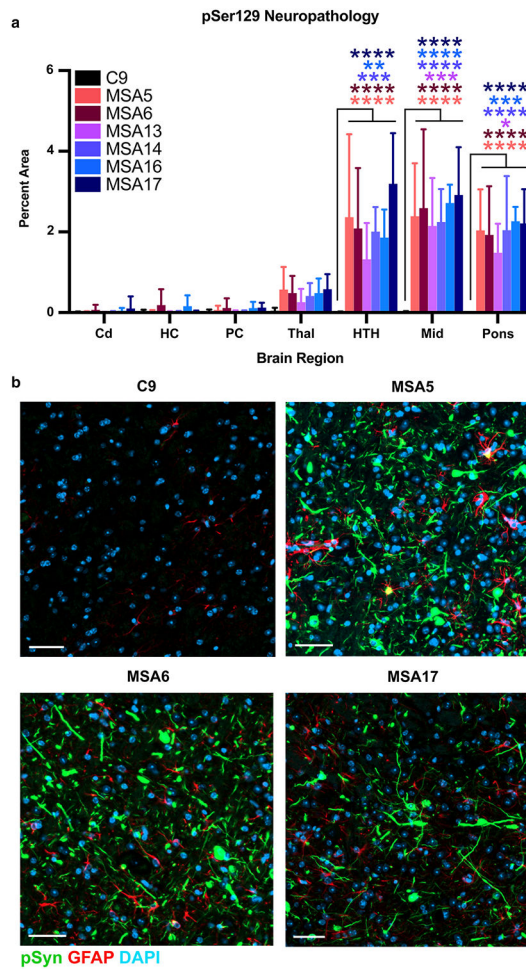 a
pSer129 Neuropathology
Percent Area
6
4
2
0
C9
MSA5
MSA6
MSA13
MSA14
MSA16
MSA17
****
**
***
****
****
****
****
****
***
****
****
****
***
****
*
****
****
Cd HC PC Thal HTH Mid Pons
Brain Region
b
C9 MSA5
MSA6 MSA17
pSyn GFAP DAPI